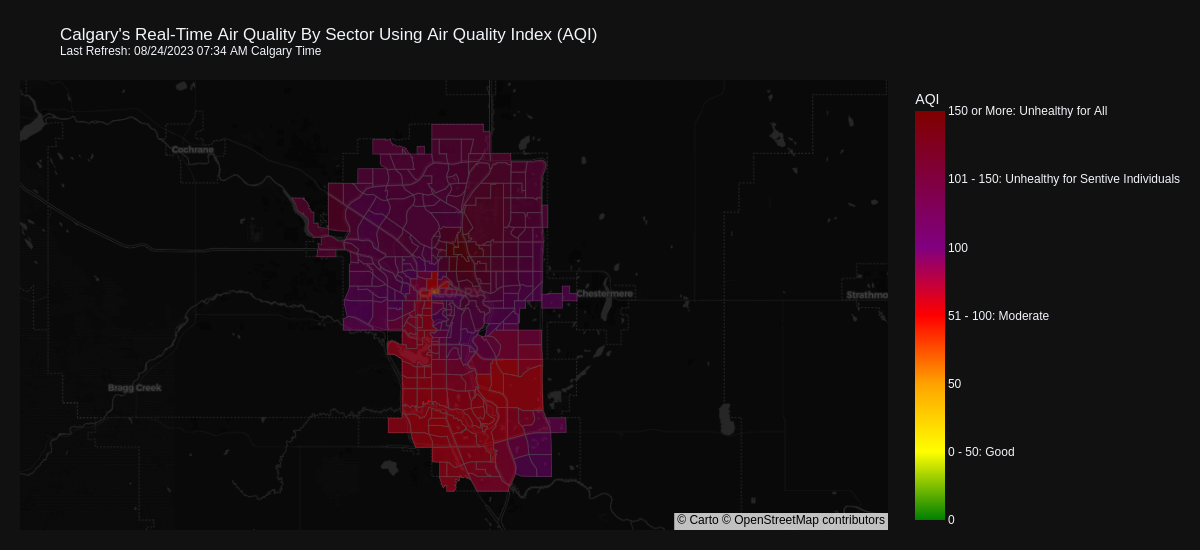 Calgary's Real-Time Air Quality By Sector Using Air Quality Index (AQI)
Last Refresh: 08/24/2023 07:34 AM Calgary Time
AQI
150 or More: Unhealthy for All
Cochrane
101 - 150: Unhealthy for Sentive Individuals
100
Chestermere
Strathmo
51 - 100: Moderate
Bragg Creek
50
0 - 50: Good
© Carto © OpenStreetMap contributors
0